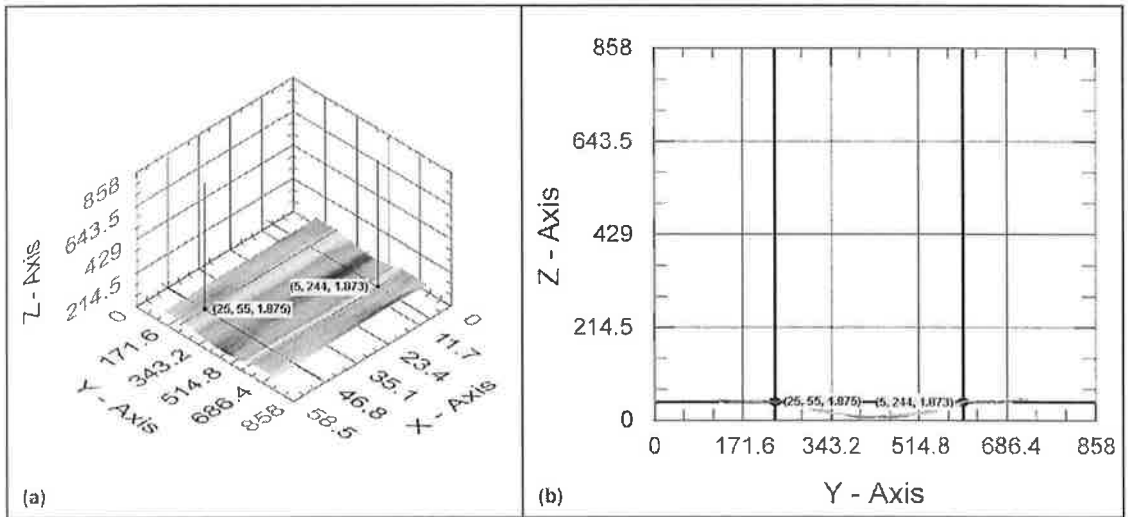 858
643.5
429
214.5
0
Z - Axis
(5, 244, 1.873)
(25, 55, 1.875)
0
11.7
23.4
35.1
46.8
58.5
X - Axis
171.6
343.2
514.8
686.4
858
Y - Axis
(a)
858
643.5
429
214.5
0
Z - Axis
(25, 55, 1.875) (5, 244, 1.873)
0 171.6 343.2 514.8 686.4 858
Y - Axis
(b)